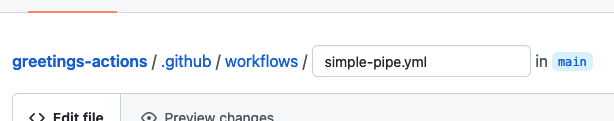 greetings-actions / .github / workflows / simple-pipe.yml in main
<> Edit file Preview changes